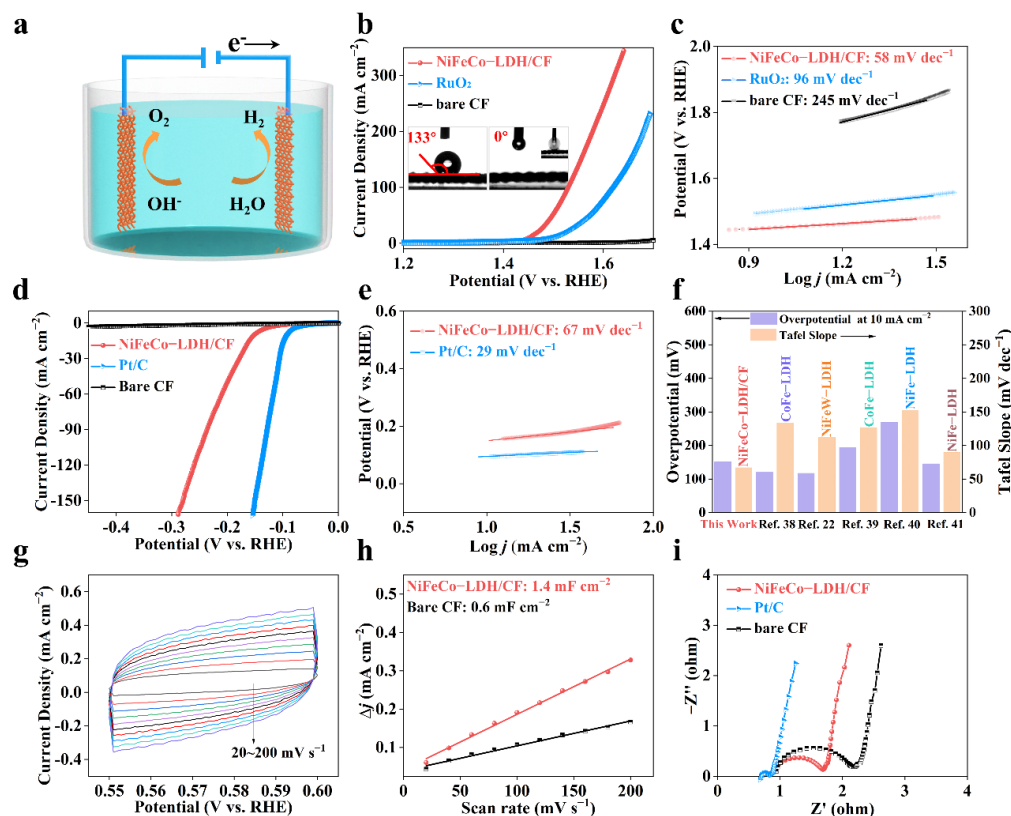 a
e-
O2
H2
OH-
H2O
b
NiFeCo−LDH/CF
RuO2
bare CF
133°
0°
Current Density (mA cm−2)
300
200
100
0
1.2
1.4
1.6
Potential (V vs. RHE)
c
NiFeCo−LDH/CF: 58 mV dec−1
RuO2: 96 mV dec−1
bare CF: 245 mV dec−1
Potential (V vs. RHE)
2.0
1.8
1.6
1.4
0.9
1.2
1.5
Log j (mA cm−2)
d
NiFeCo−LDH/CF
Pt/C
Bare CF
Current Density (mA cm−2)
0
-30
-60
-90
-120
-150
-0.4
-0.3
-0.2
-0.1
0.0
Potential (V vs. RHE)
e
NiFeCo−LDH/CF: 67 mV dec−1
Pt/C: 29 mV dec−1
Potential (V vs. RHE)
0.6
0.4
0.2
0.0
0.5
1.0
1.5
2.0
Log j (mA cm−2)
f
Overpotential at 10 mA cm−2
Tafel Slope
Overpotential (mV)
600
500
400
300
200
100
0
NiFeCo−LDH/CF
CoFe−LDH
NiFeW−LDH
CoFe−LDH
NiFe−LDH
NiFe−LDH
300
250
200
150
100
50
0
Tafel Slope (mV dec−1)
This Work
Ref. 38
Ref. 22
Ref. 39
Ref. 40
Ref. 41
g
Current Density (mA cm−2)
0.4
0.2
0.0
-0.2
-0.4
20~200 mV s−1
0.55
0.56
0.57
0.58
0.59
0.60
Potential (V vs. RHE)
h
NiFeCo−LDH/CF: 1.4 mF cm−2
Bare CF: 0.6 mF cm−2
Δj (mA cm−2)
0.5
0.4
0.3
0.2
0.1
0
50
100
150
200
Scan rate (mV s−1)
i
NiFeCo−LDH/CF
Pt/C
bare CF
−Z'' (ohm)
4
3
2
1
0
0
1
2
3
4
Z' (ohm)